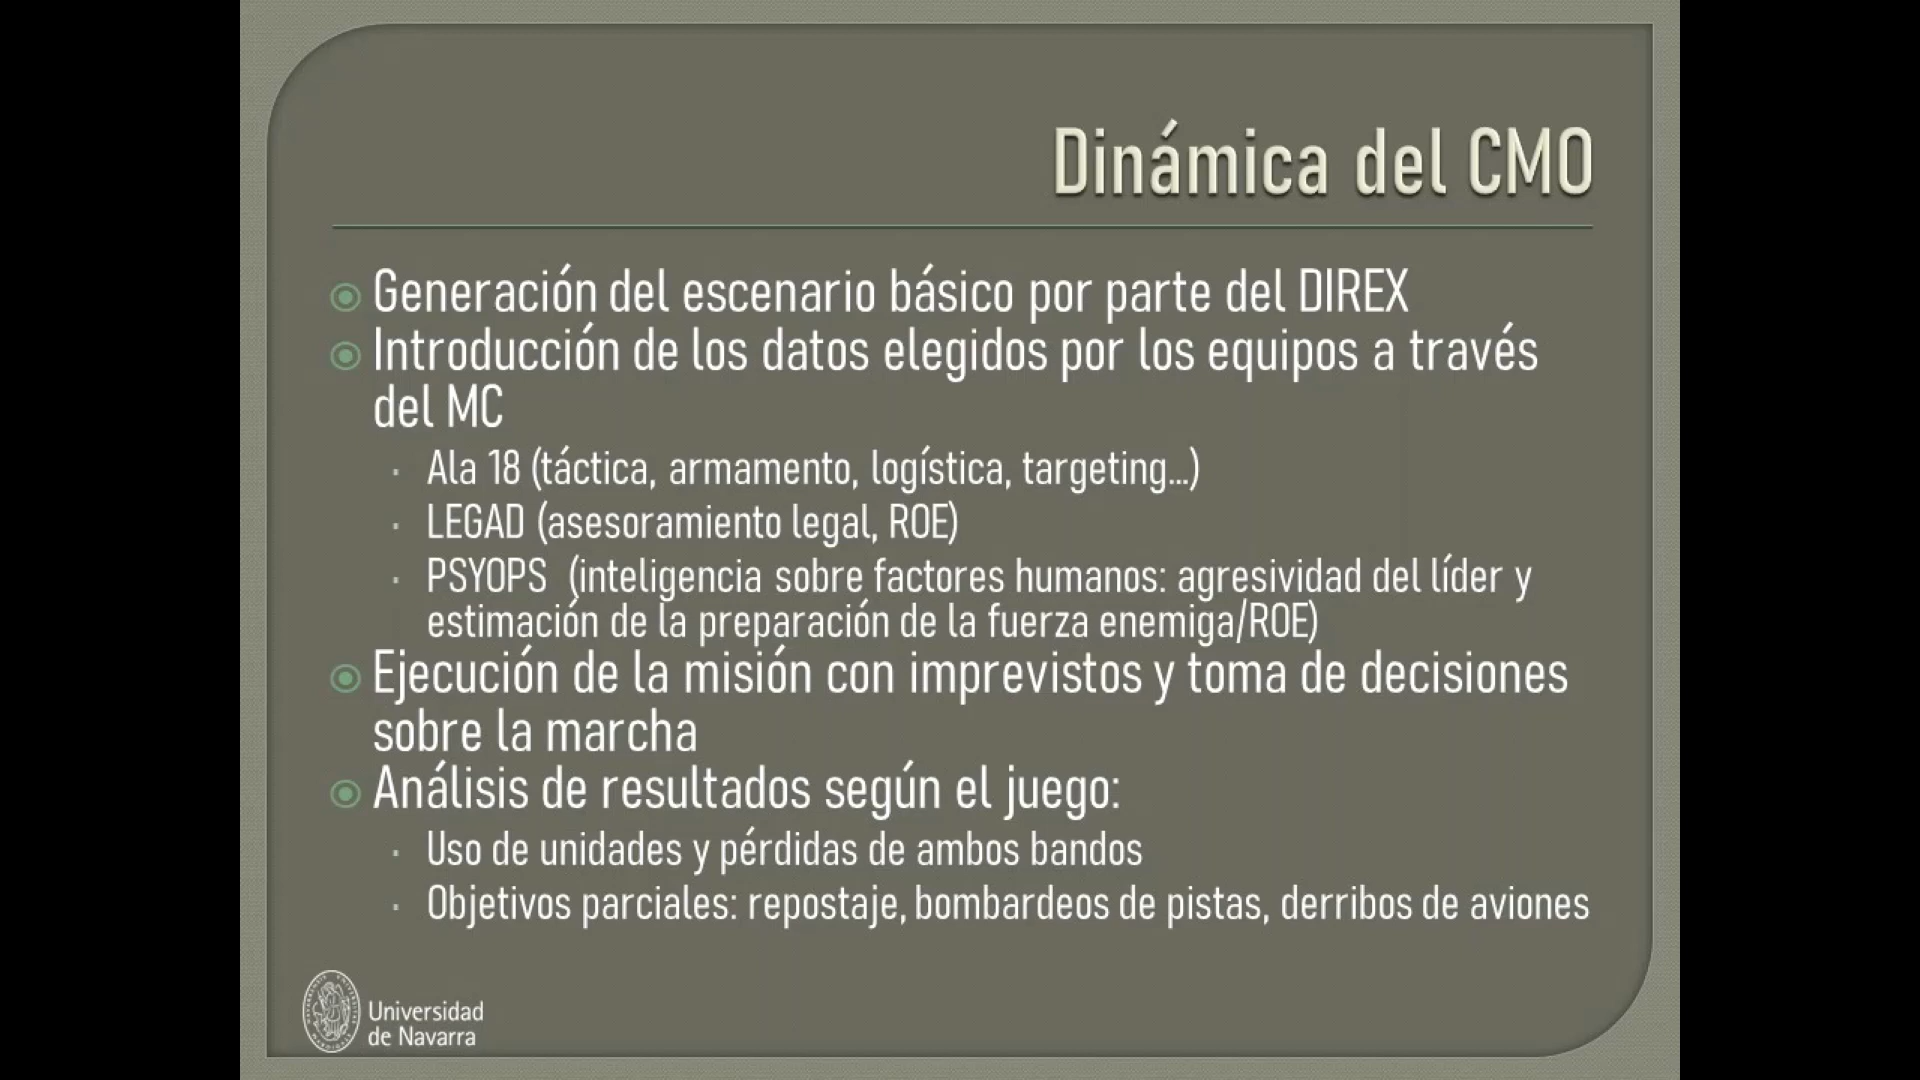 Dinámica del CMO
Generación del escenario básico por parte del DIREX
Introducción de los datos elegidos por los equipos a través
del MC
Ala 18 (táctica, armamento, logística, targeting...)
LEGAD (asesoramiento legal, ROE)
PSYOPS (inteligencia sobre factores humanos: agresividad del líder y
estimación de la preparación de la fuerza enemiga/ROE)
Ejecución de la misión con imprevistos y toma de decisiones
sobre la marcha
Análisis de resultados según el juego:
Uso de unidades y pérdidas de ambos bandos
Objetivos parciales: repostaje, bombardeos de pistas, derribos de aviones
Universidad
de Navarra